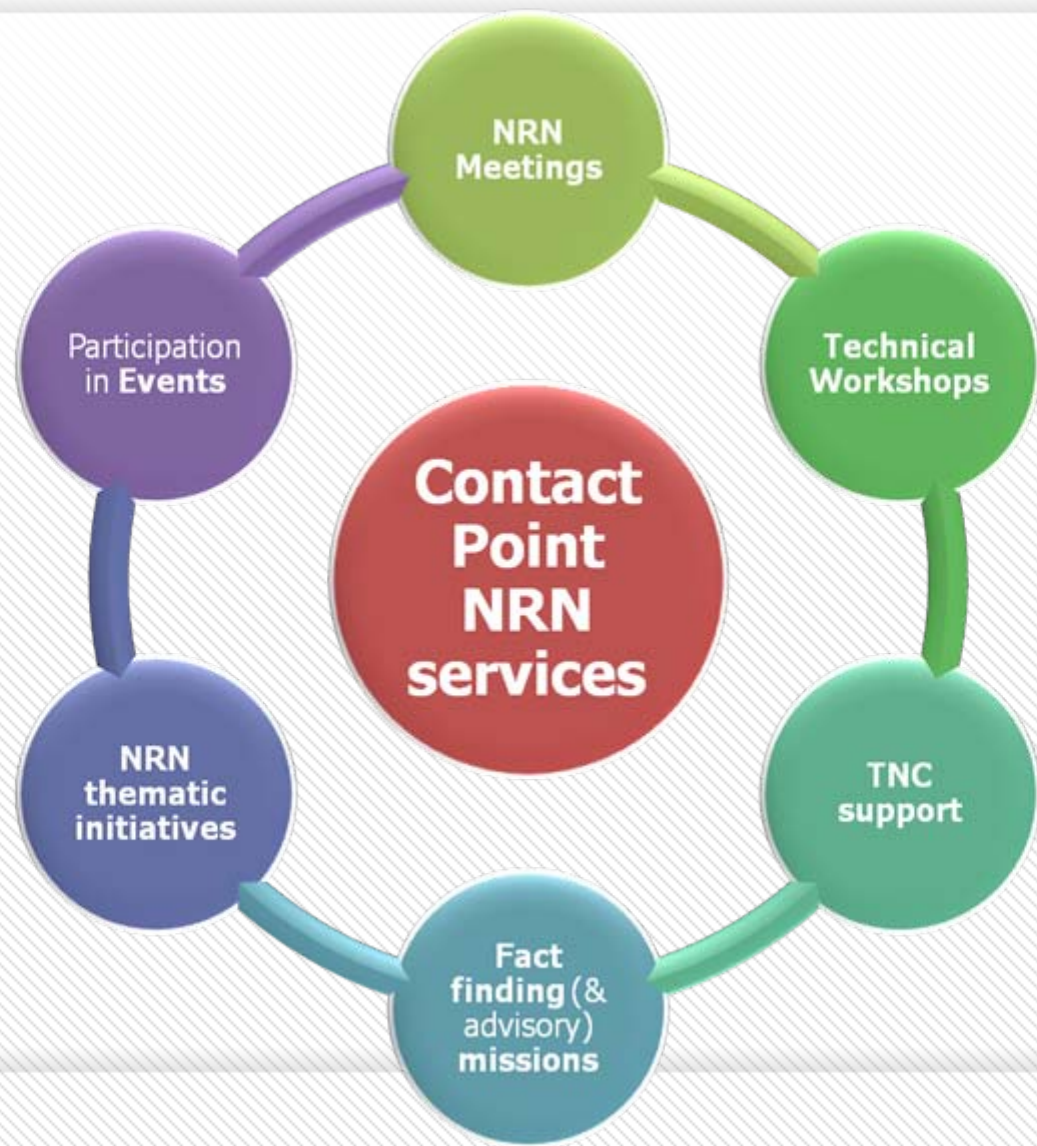 NRN
Meetings
Technical
Workshops
TNC
support
Fact
finding (&
advisory)
missions
NRN
thematic
initiatives
Participation
in Events
Contact
Point
NRN
services